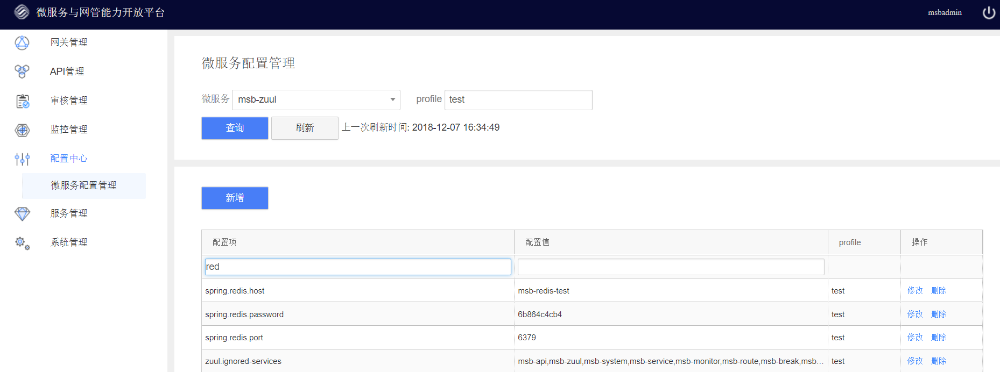 微服务与网管能力开放平台
msbadmin
网关管理
API管理
审核管理
监控管理
配置中心
微服务配置管理
服务管理
系统管理
微服务配置管理
微服务 msb-zuul profile test
查询 刷新 上一次刷新时间: 2018-12-07 16:34:49
新增
配置项 配置值 profile 操作
red
spring.redis.host msb-redis-test test 修改 删除
spring.redis.password 6b864c4cb4 test 修改 删除
spring.redis.port 6379 test 修改 删除
zuul.ignored-services msb-api,msb-zuul,msb-system,msb-service,msb-monitor,msb-route,msb-break,msb... test 修改 删除